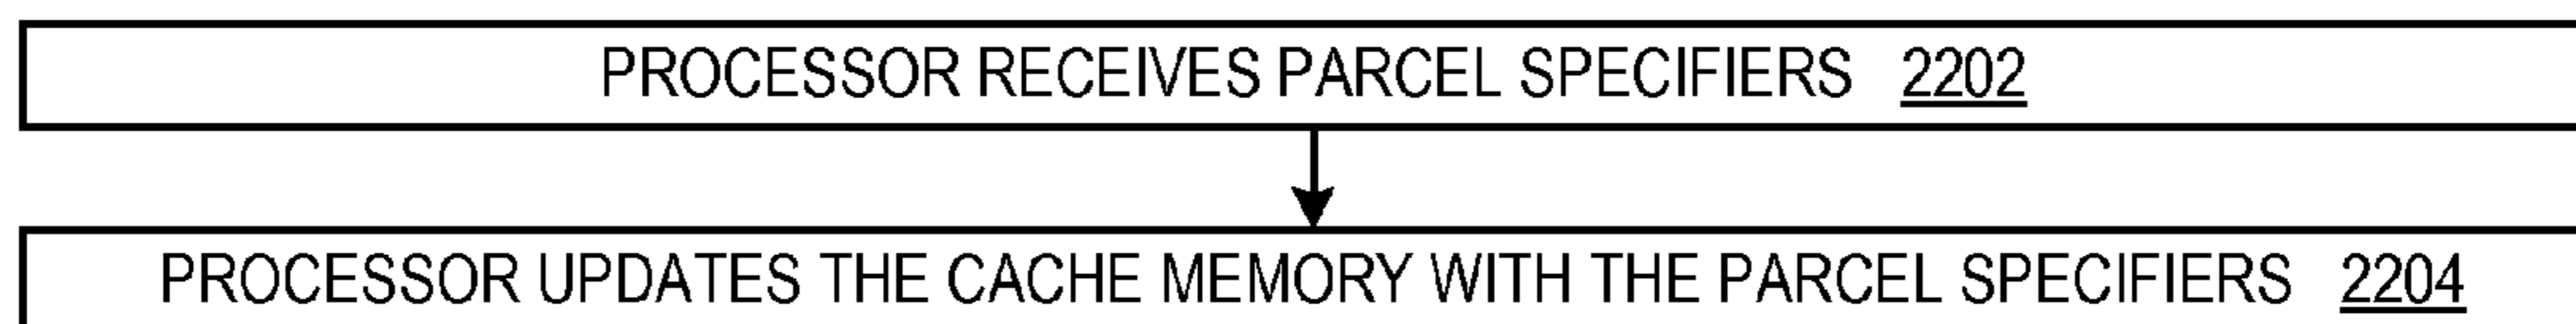 PROCESSOR RECEIVES PARCEL SPECIFIERS 2202
PROCESSOR UPDATES THE CACHE MEMORY WITH THE PARCEL SPECIFIERS 2204